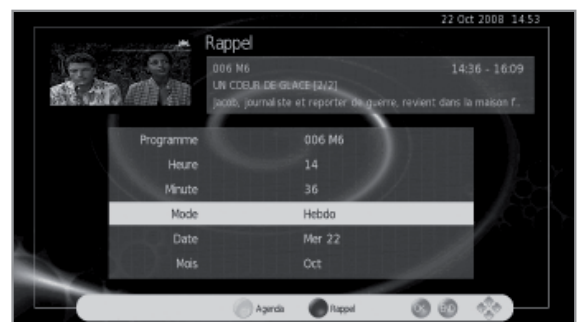 22 Oct 2008 14:53
Rappel
006 M6 14:36 - 16:09
UN COEUR DE GLACE [2/2]
Jacob, journaliste et reporter de guerre, revient dans la maison f..
Programme 006 M6
Heure 14
Minute 36
Mode Hebdo
Date Mer 22
Mois Oct
Agenda Rappel OK END